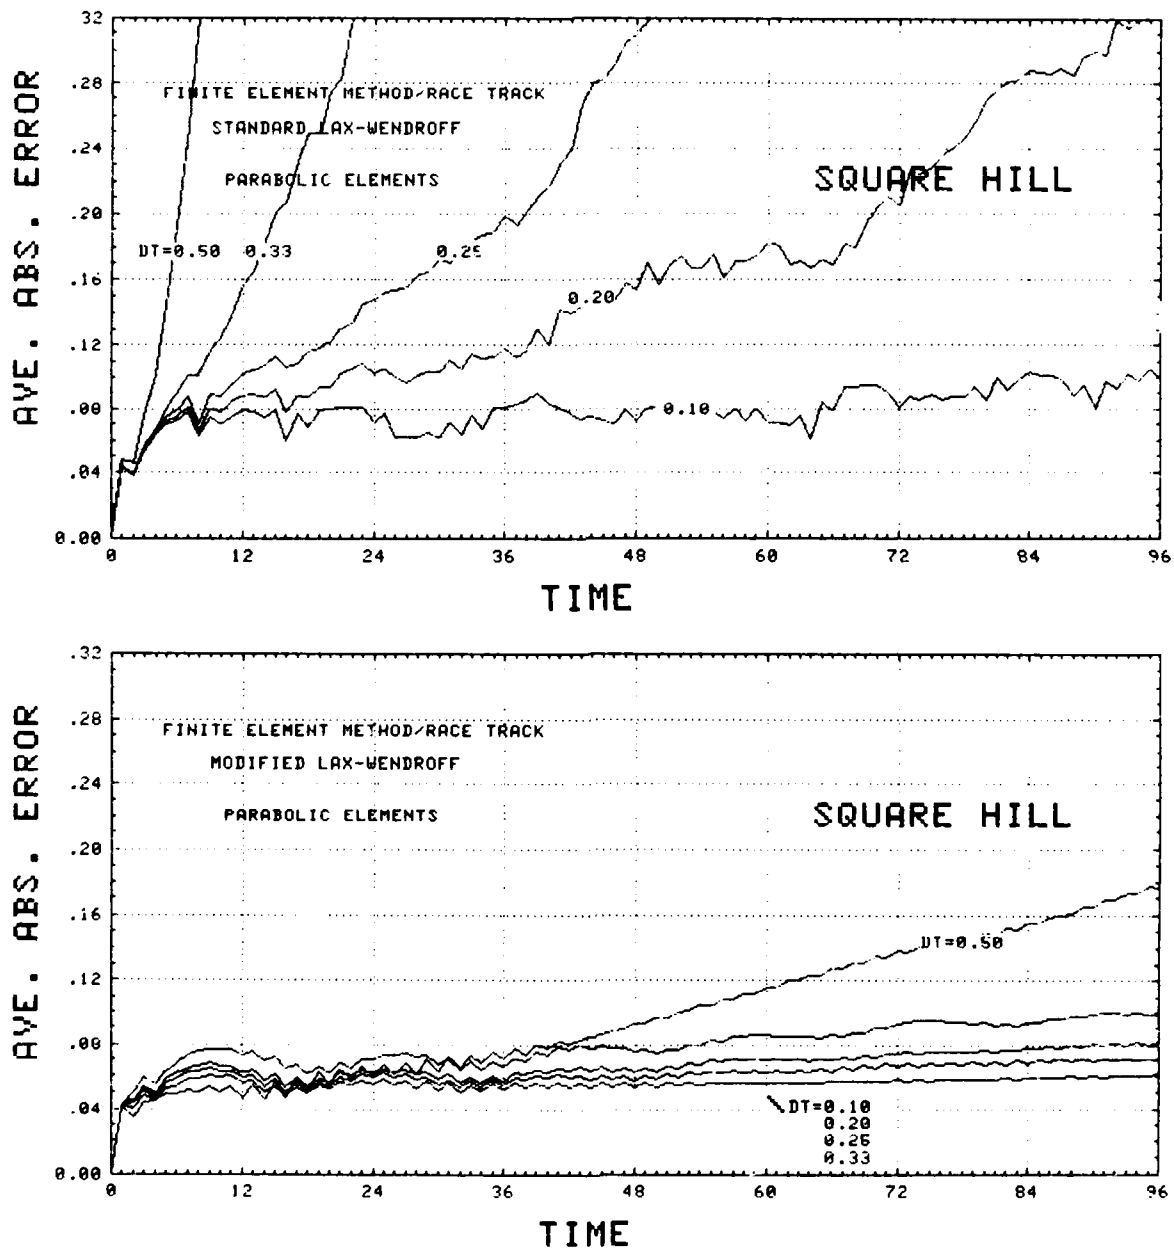 .32
.28
.24
.20
.16
.12
.08
.04
0.00
AVE. ABS. ERROR
FINITE ELEMENT METHOD/RACE TRACK
STANDARD LAX-WENDROFF
PARABOLIC ELEMENTS
SQUARE HILL
DT=0.50
0.33
0.25
0.20
0.10
0 12 24 36 48 60 72 84 96
TIME
.32
.28
.24
.20
.16
.12
.08
.04
0.00
AVE. ABS. ERROR
FINITE ELEMENT METHOD/RACE TRACK
MODIFIED LAX-WENDROFF
PARABOLIC ELEMENTS
SQUARE HILL
DT=0.50
DT=0.10
0.20
0.25
0.33
0 12 24 36 48 60 72 84 96
TIME